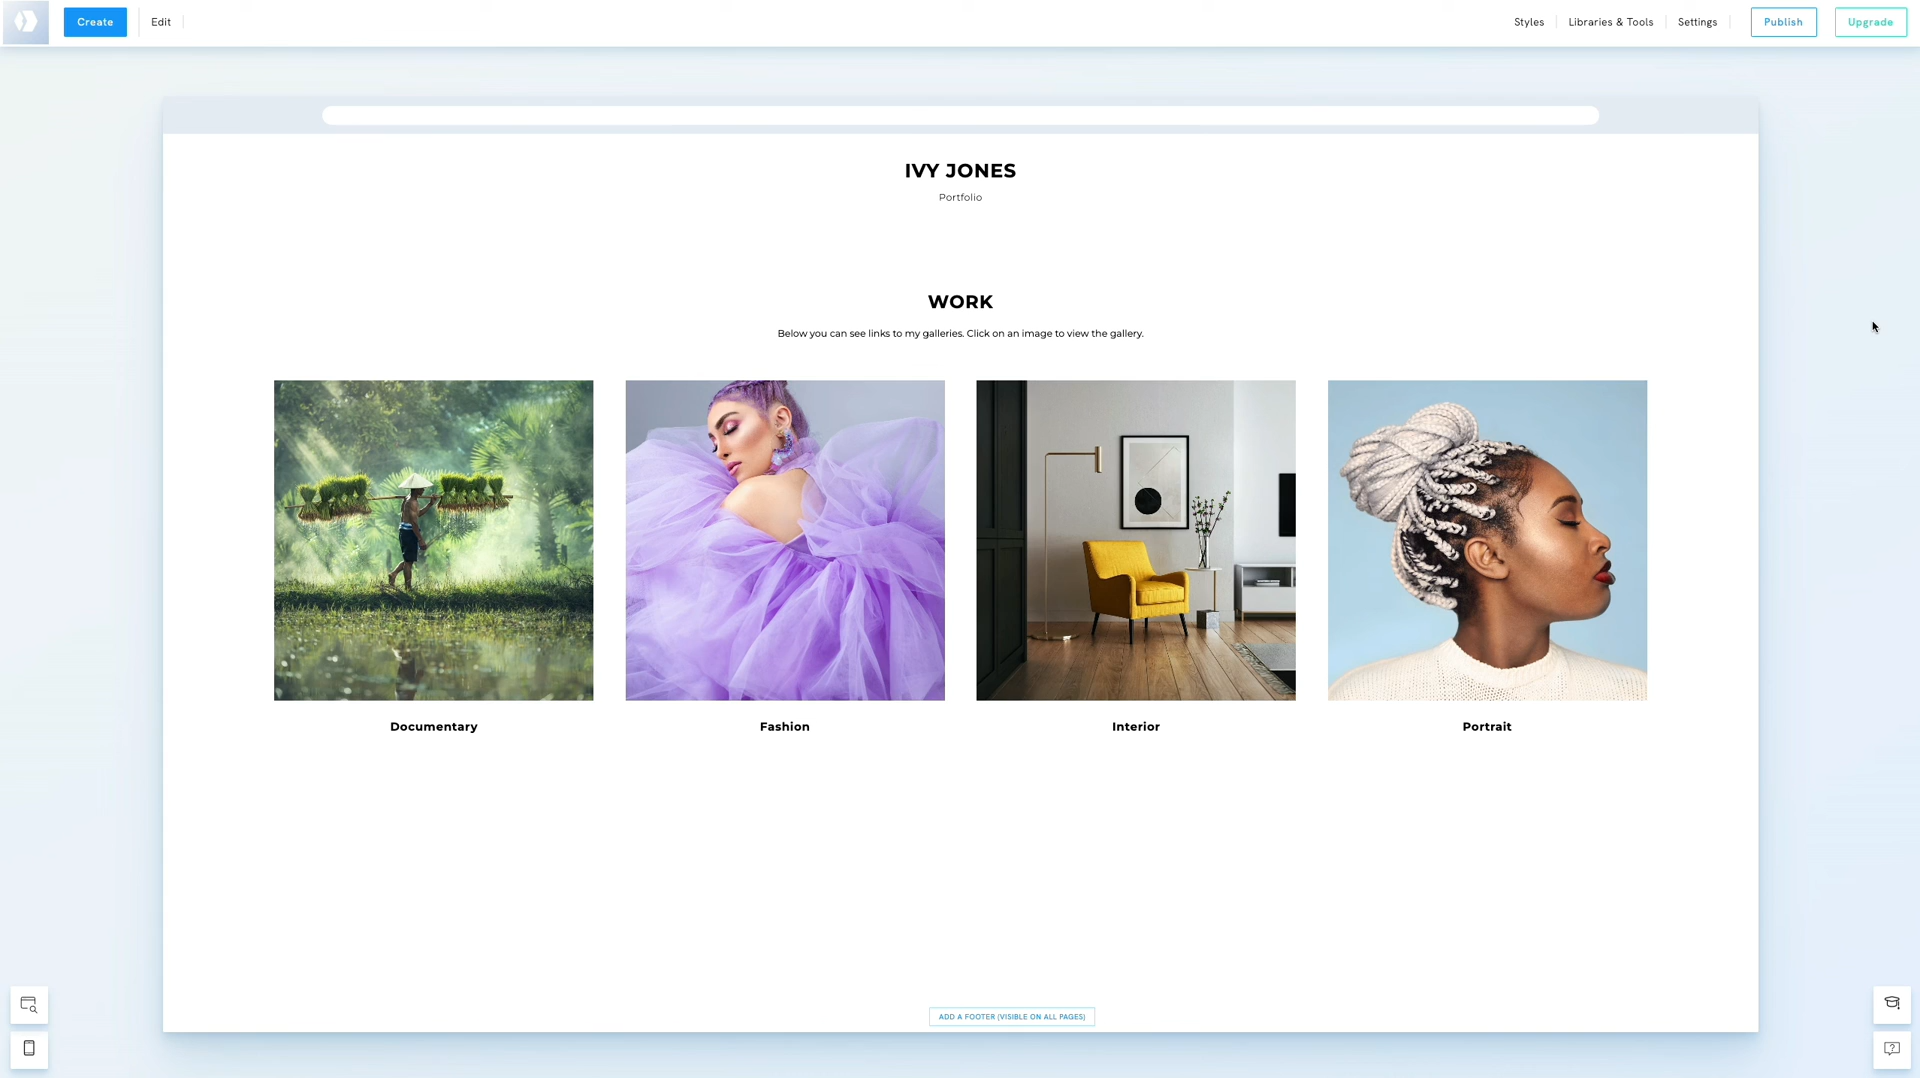 Create
Edit
Styles
Libraries & Tools
Settings
Publish
Upgrade
IVY JONES
Portfolio
WORK
Below you can see links to my galleries. Click on an image to view the gallery.
Documentary
Fashion
Interior
Portrait
ADD A FOOTER (VISIBLE ON ALL PAGES)
?